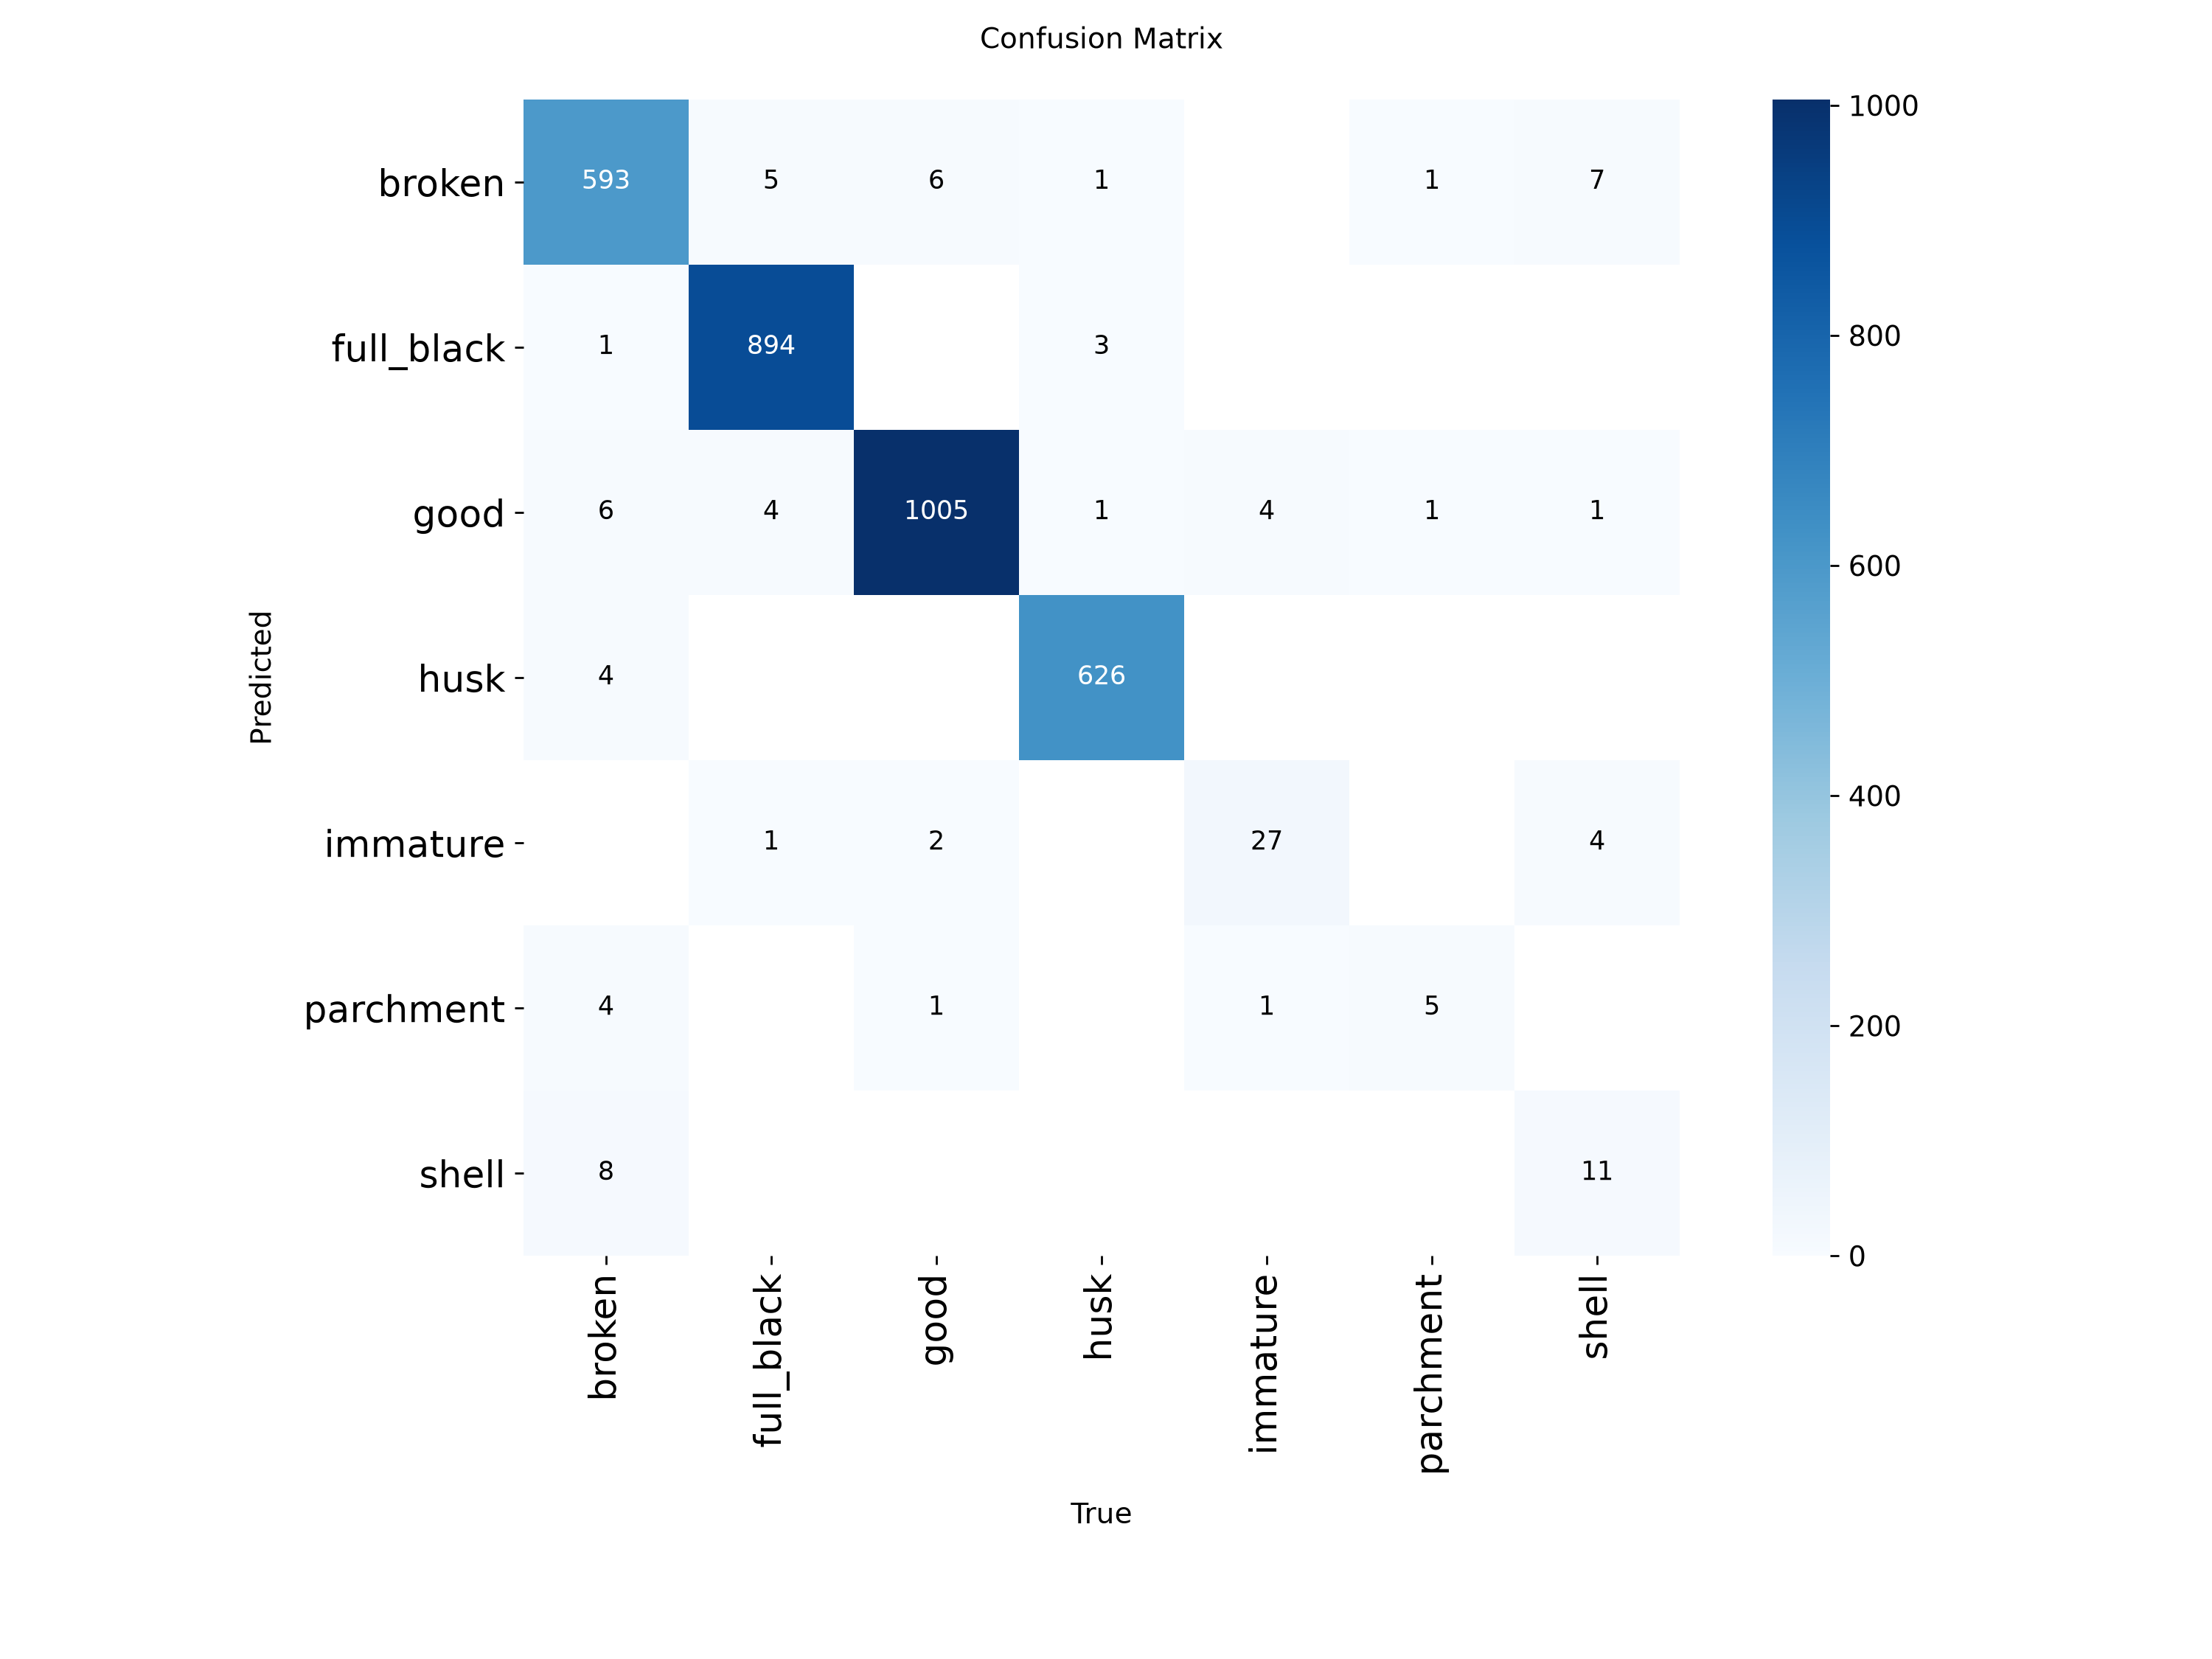 Confusion Matrix
broken 593 5 6 1 1 7
full_black 1 894 3
good 6 4 1005 1 4 1 1
husk 4 626
immature 1 2 27 4
parchment 4 1 1 5
shell 8 11
Predicted
broken full_black good husk immature parchment shell
True
1000
800
600
400
200
0